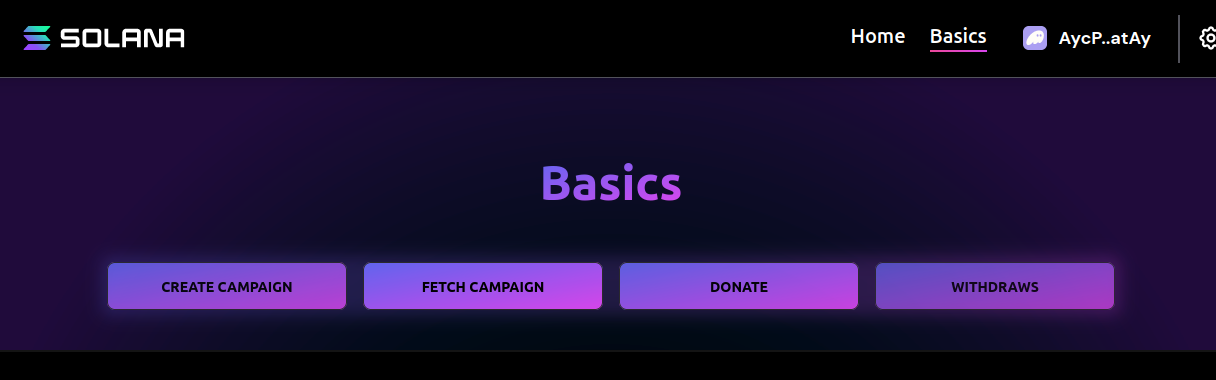 SOLANA Home Basics AycP..atAy
Basics
CREATE CAMPAIGN FETCH CAMPAIGN DONATE WITHDRAWS